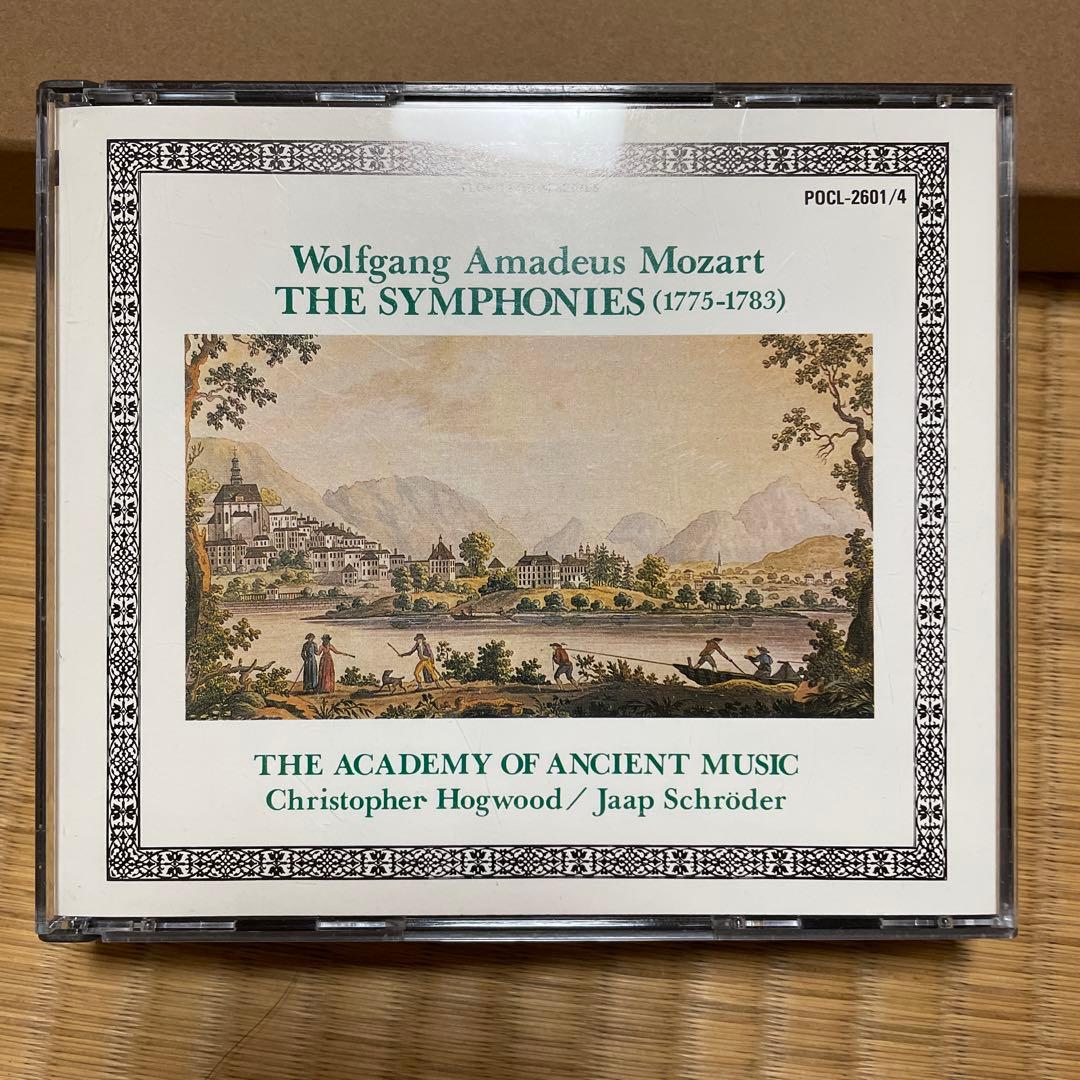 POCL-2601/4
Wolfgang Amadeus Mozart
THE SYMPHONIES (1775-1783)
THE ACADEMY OF ANCIENT MUSIC
Christopher Hogwood / Jaap Schröder